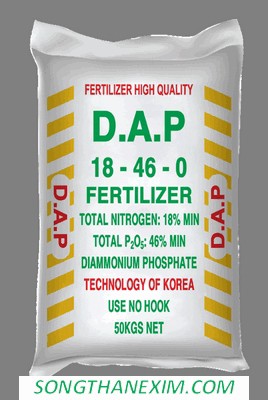 FERTILIZER HIGH QUALITY
D.A.P
18 - 46 - 0
FERTILIZER
TOTAL NITROGEN: 18% MIN
TOTAL P₂O₅: 46% MIN
DIAMMONIUM PHOSPHATE
TECHNOLOGY OF KOREA
USE NO HOOK
50KGS NET
D.A.P
D.A.P
SONGTHANEXIM.COM